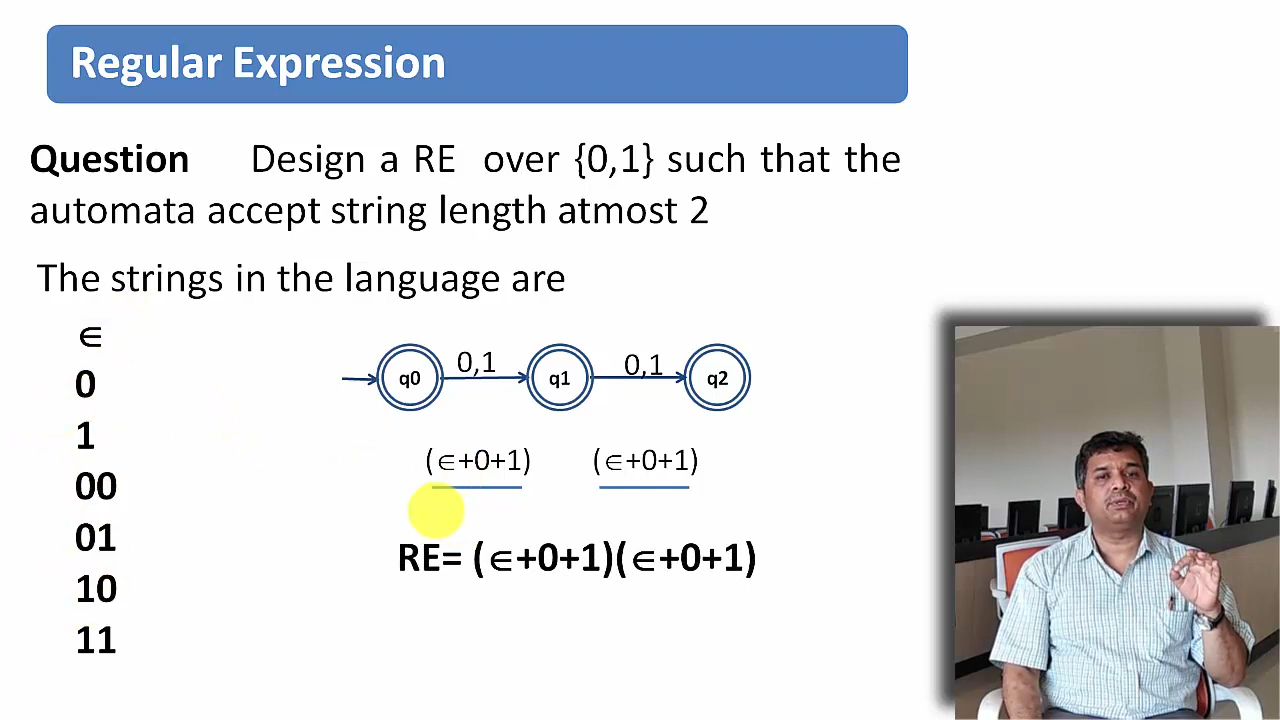 Regular Expression
Question Design a RE over {0,1} such that the
automata accept string length atmost 2
The strings in the language are
∈
0
1
00
01
10
11
q0 0,1 q1 0,1 q2
(∈+0+1) (∈+0+1)
RE= (∈+0+1)(∈+0+1)